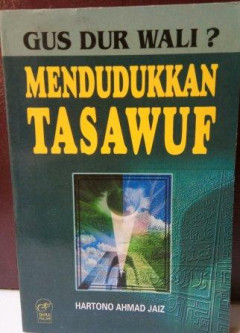 GUS DUR WALI ?
MENDUDUKKAN
TASAWUF
HARTONO AHMAD JAIZ